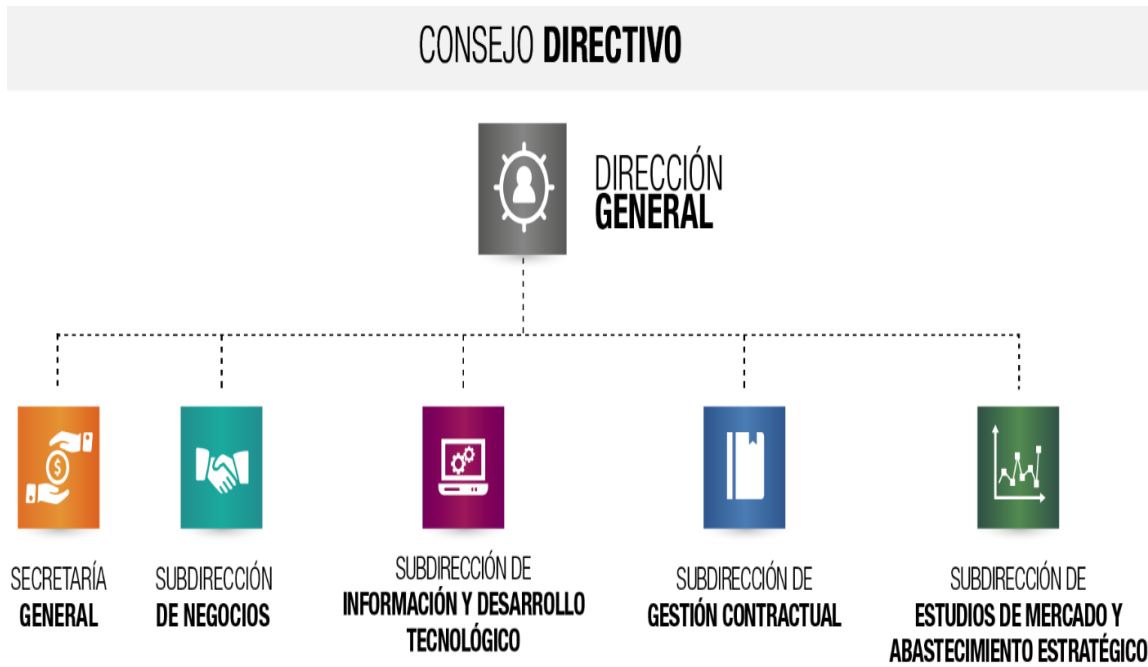 CONSEJO DIRECTIVO
DIRECCIÓN
GENERAL
$
SECRETARÍA
GENERAL
SUBDIRECCIÓN
DE NEGOCIOS
SUBDIRECCIÓN DE
INFORMACIÓN Y DESARROLLO
TECNOLÓGICO
SUBDIRECCIÓN DE
GESTIÓN CONTRACTUAL
SUBDIRECCIÓN DE
ESTUDIOS DE MERCADO Y
ABASTECIMIENTO ESTRATÉGICO